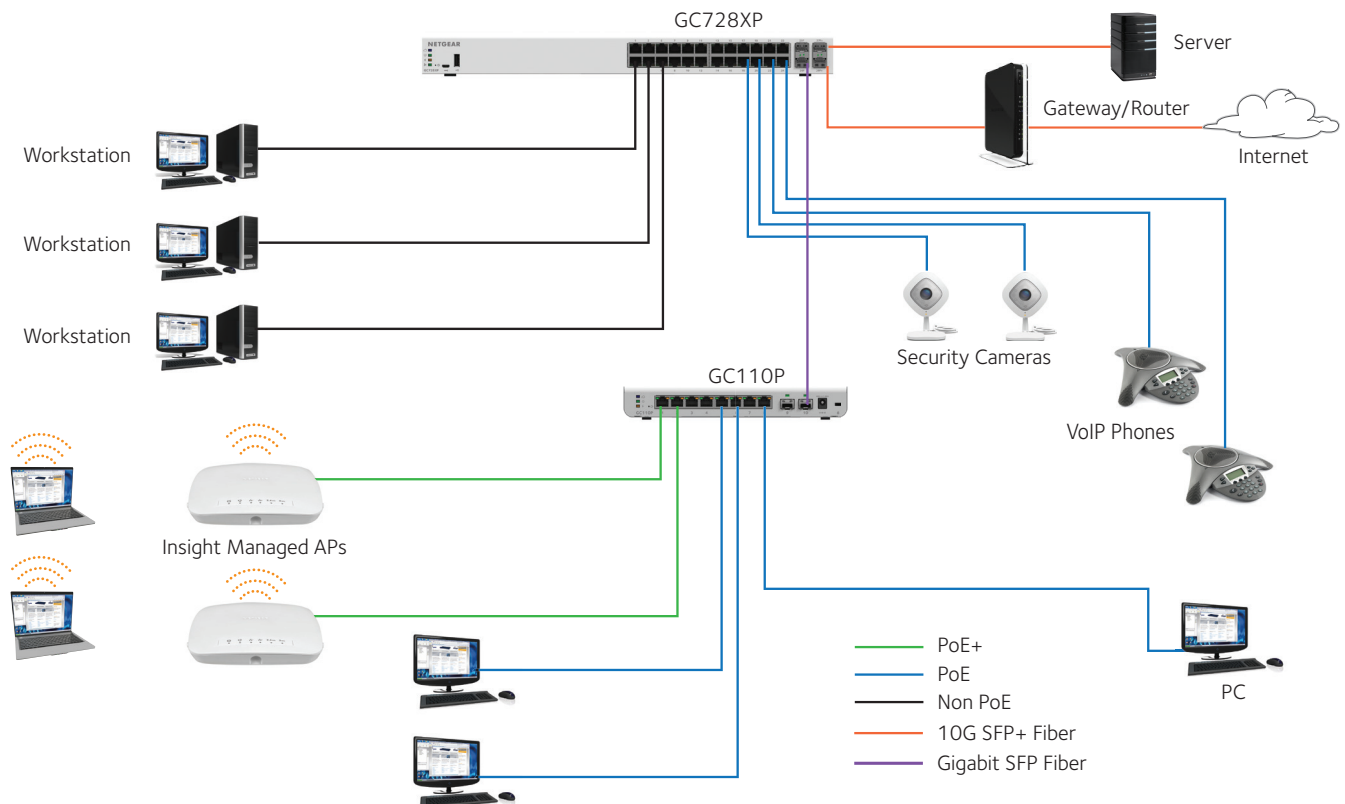 GC728XP
NETGEAR
Server
Gateway/Router
Internet
Workstation
Workstation
Workstation
Security Cameras
GC110P
VoIP Phones
Insight Managed APs
PoE+
PoE
Non PoE
10G SFP+ Fiber
Gigabit SFP Fiber
PC